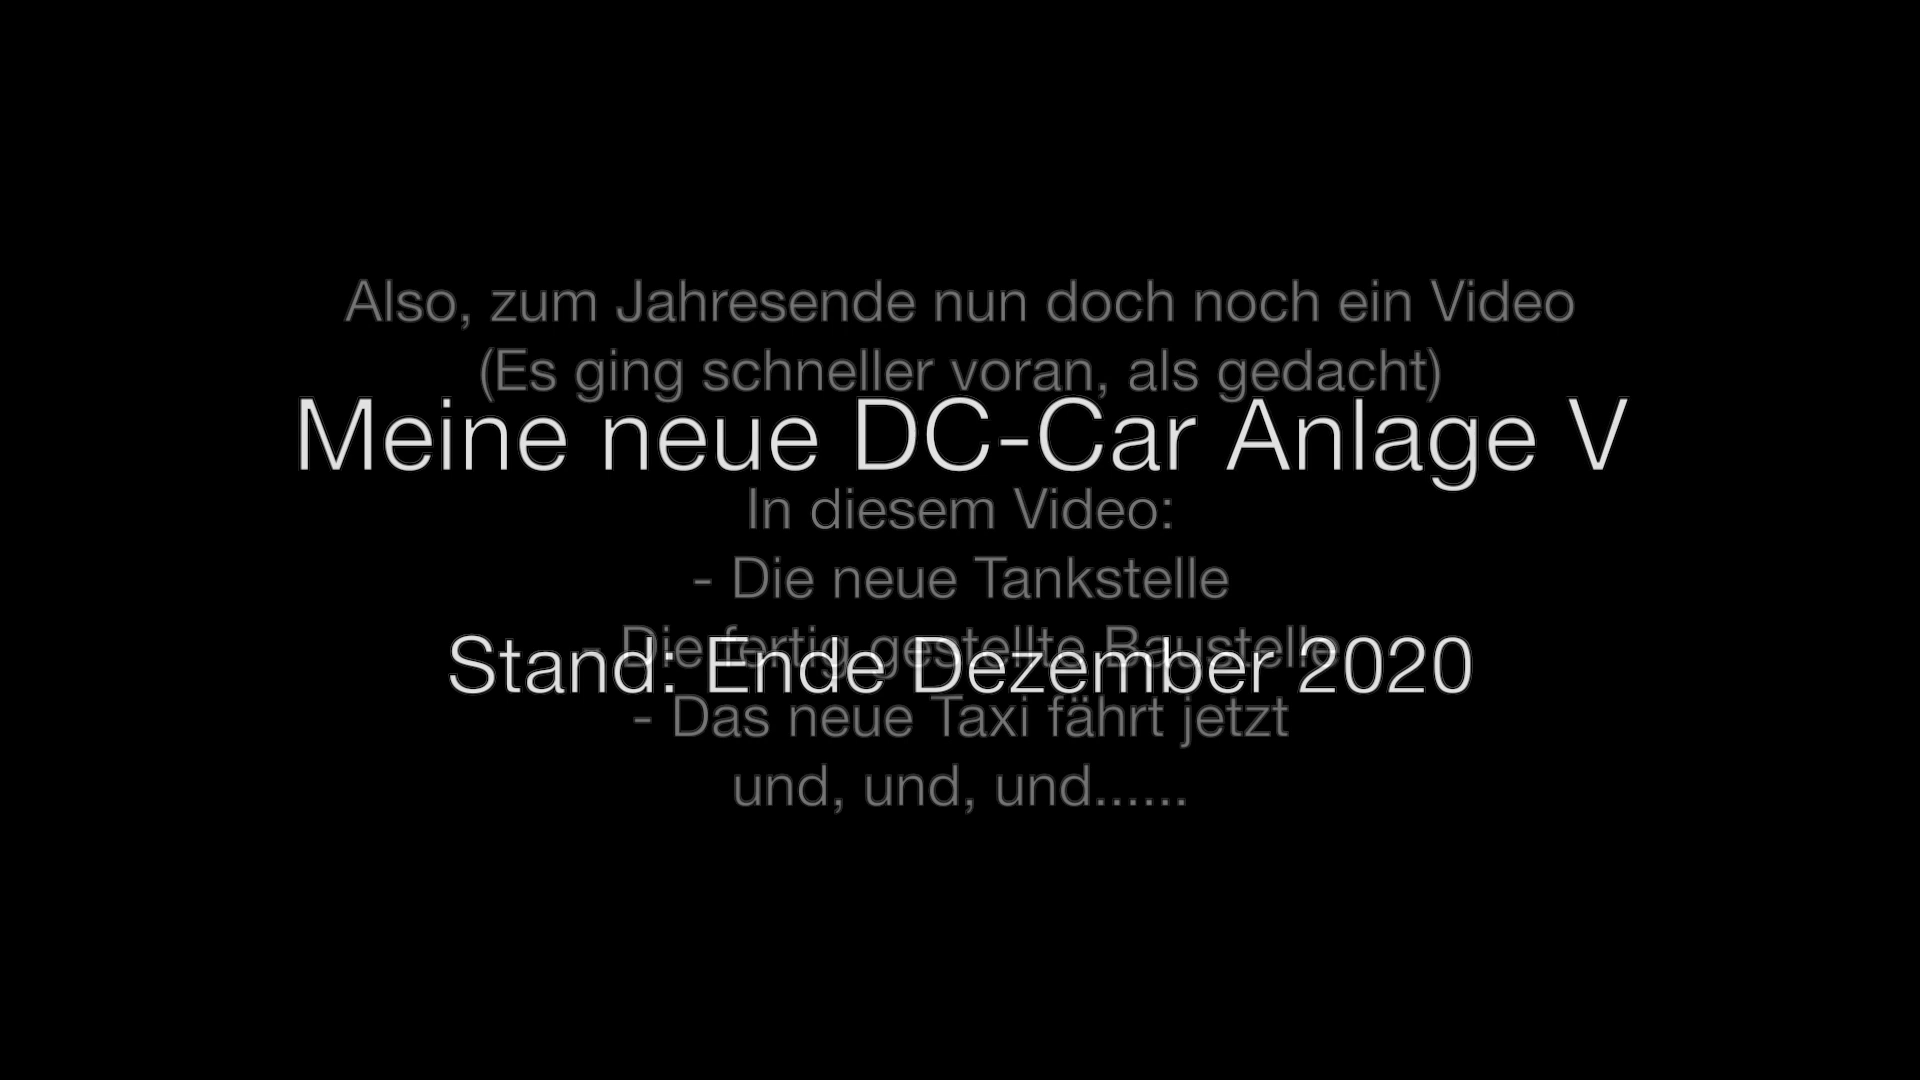 Also, zum Jahresende nun doch noch ein Video
(Es ging schneller voran, als gedacht)
Meine neue DC-Car Anlage V
In diesem Video:
- Die neue Tankstelle
- Die fertig gestellte Baustelle
Stand: Ende Dezember 2020
- Das neue Taxi fährt jetzt
und, und, und......